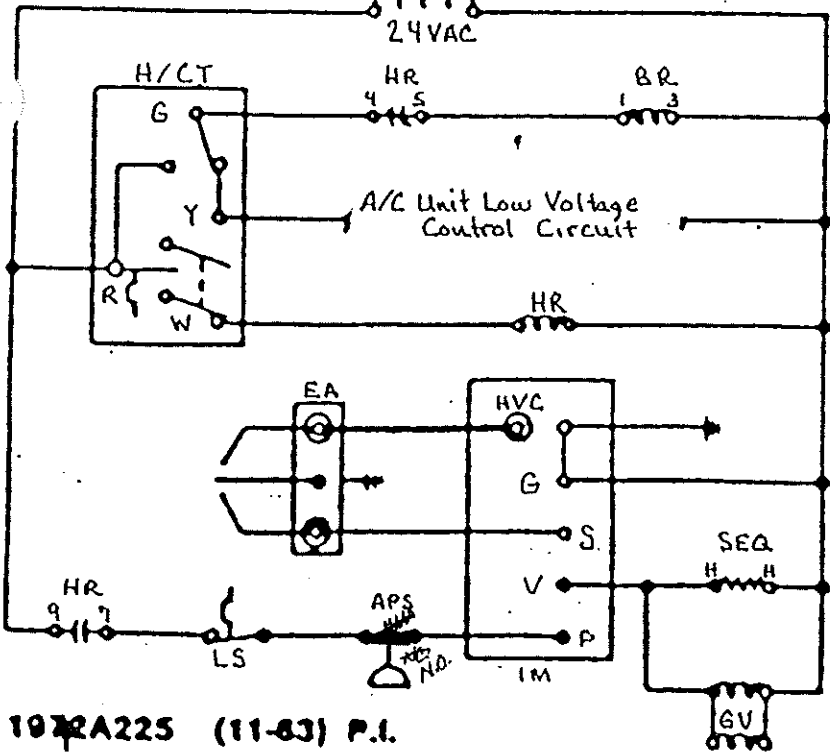 24VAC
H/CT
HR
BR
G
4 5
1 3
Y
A/C Unit Low Voltage
Control Circuit
R
W
HR
EA
HVC
G
S
SEQ
HR
V
H H
9 7
APS
LS
N.O.
P
IM
GV
A225 (11-83) P.I.